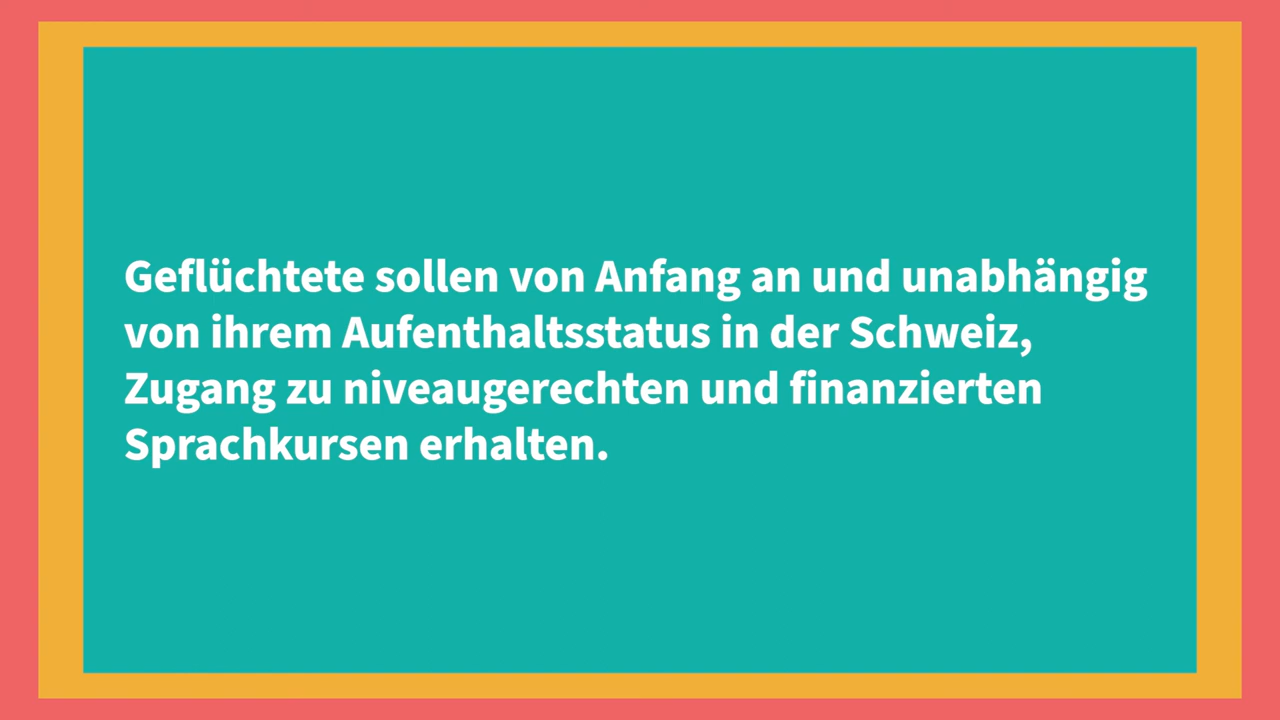 Geflüchtete sollen von Anfang an und unabhängig
von ihrem Aufenthaltsstatus in der Schweiz,
Zugang zu niveaugerechten und finanzierten
Sprachkursen erhalten.